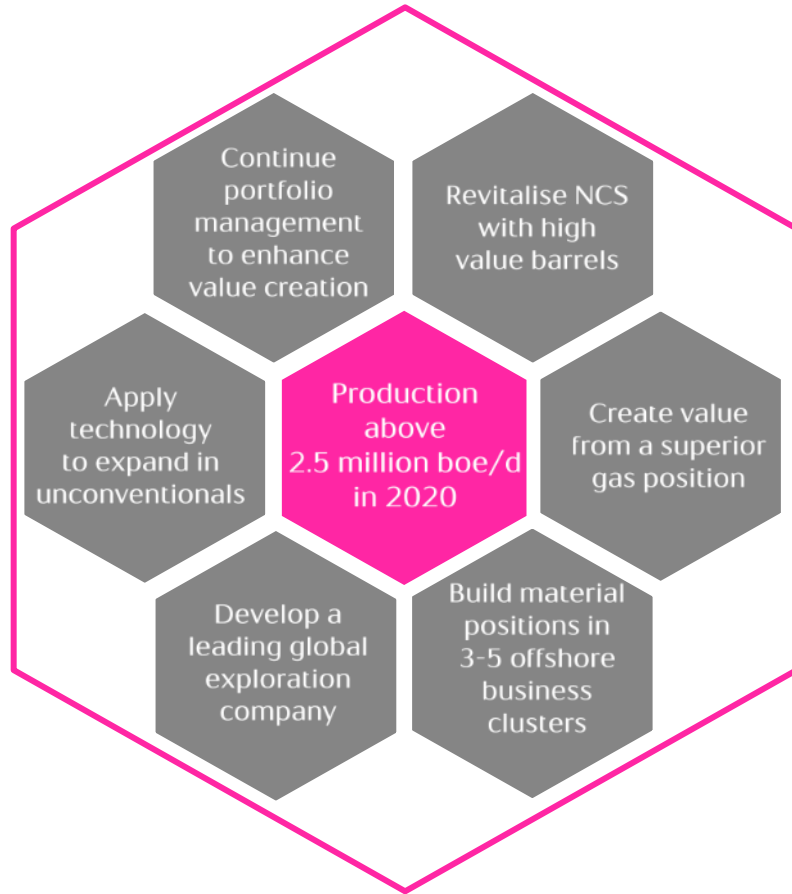 Continue
portfolio
management
to enhance
value creation
Revitalise NCS
with high
value barrels
Apply
technology
to expand in
unconventionals
Production
above
2.5 million boe/d
in 2020
Create value
from a superior
gas position
Develop a
leading global
exploration
company
Build material
positions in
3-5 offshore
business
clusters